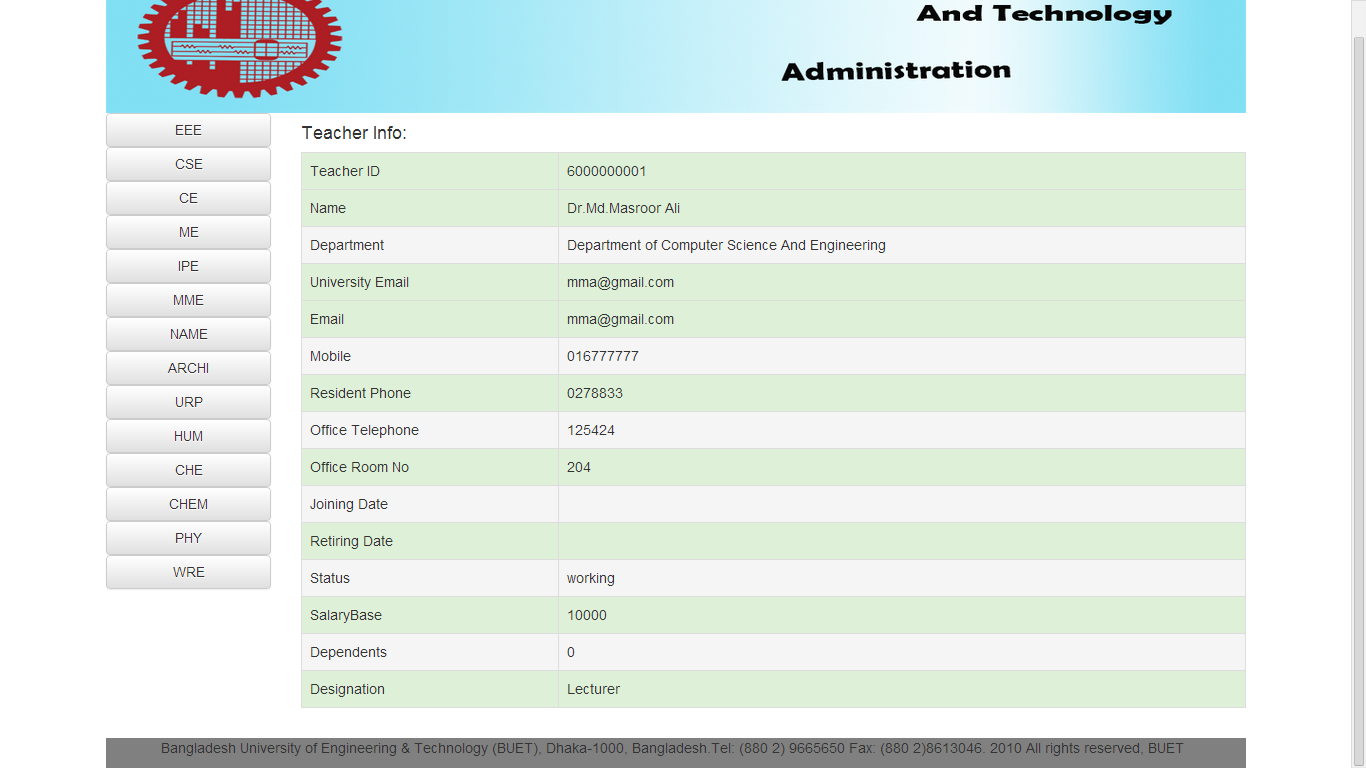 And Technology
Administration
EEE
CSE
CE
ME
IPE
MME
NAME
ARCHI
URP
HUM
CHE
CHEM
PHY
WRE
Teacher Info:
Teacher ID 6000000001
Name Dr.Md.Masroor Ali
Department Department of Computer Science And Engineering
University Email mma@gmail.com
Email mma@gmail.com
Mobile 016777777
Resident Phone 0278833
Office Telephone 125424
Office Room No 204
Joining Date
Retiring Date
Status working
SalaryBase 10000
Dependents 0
Designation Lecturer
Bangladesh University of Engineering & Technology (BUET), Dhaka-1000, Bangladesh.Tel: (880 2) 9665650 Fax: (880 2)8613046. 2010 All rights reserved, BUET